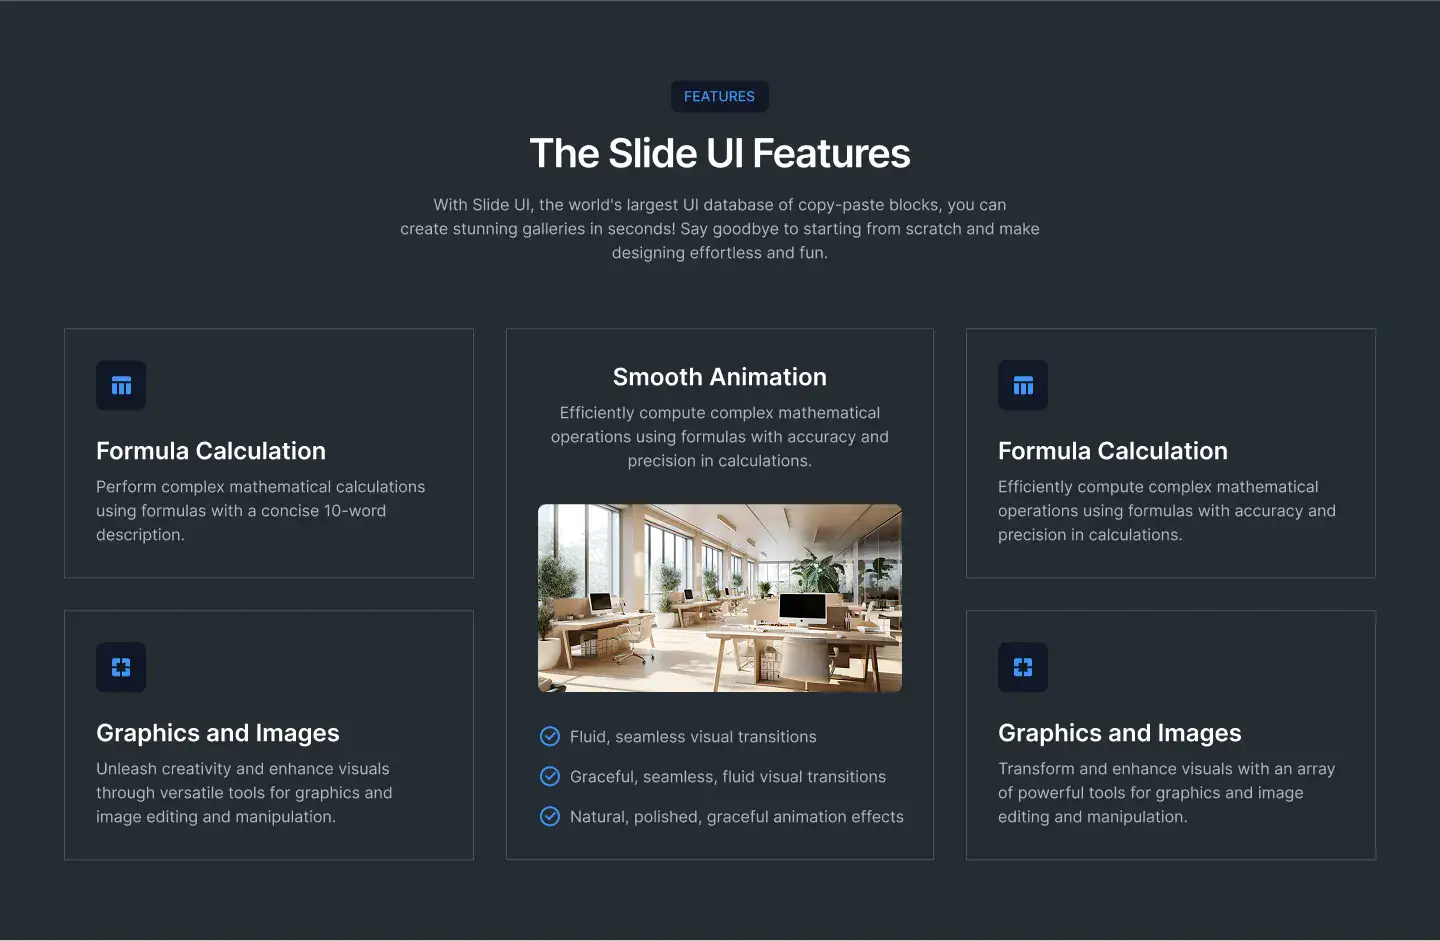 FEATURES
The Slide UI Features
With Slide UI, the world's largest UI database of copy-paste blocks, you can
create stunning galleries in seconds! Say goodbye to starting from scratch and make
designing effortless and fun.
Formula Calculation
Perform complex mathematical calculations
using formulas with a concise 10-word
description.
Graphics and Images
Unleash creativity and enhance visuals
through versatile tools for graphics and
image editing and manipulation.
Smooth Animation
Efficiently compute complex mathematical
operations using formulas with accuracy and
precision in calculations.
Fluid, seamless visual transitions
Graceful, seamless, fluid visual transitions
Natural, polished, graceful animation effects
Formula Calculation
Efficiently compute complex mathematical
operations using formulas with accuracy and
precision in calculations.
Graphics and Images
Transform and enhance visuals with an array
of powerful tools for graphics and image
editing and manipulation.